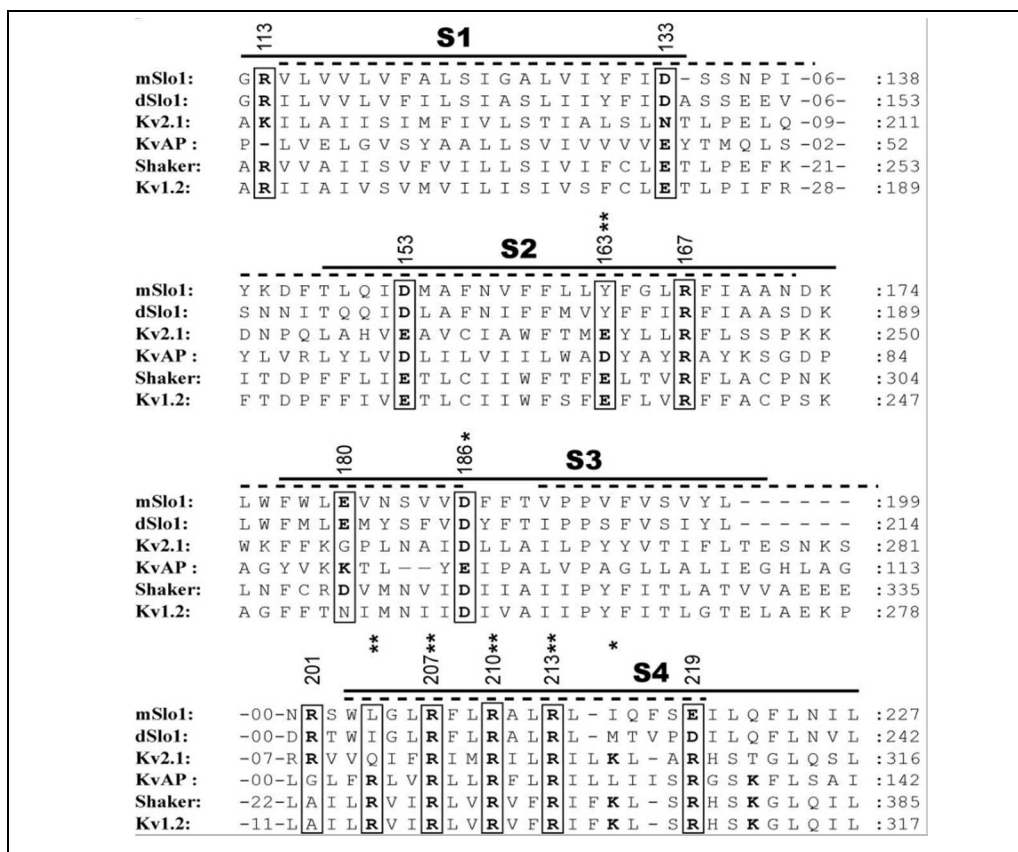 113 S1 133
mSlo1: G R V L V V L V F A L S I G A L V I Y F I D - S S N P I -06- :138
dSlo1: G R I L V V L V F I L S I A S L I I Y F I D A S S E E V -06- :153
Kv2.1: A K I L A I I S I M F I V L S T I A L S L N T L P E L Q -09- :211
KvAP: P - L V E L G V S Y A A L L S V I V V V V E Y T M Q L S -02- :52
Shaker: A R V V A I I S V F V I L L S I V I F C L E T L P E F K -21- :253
Kv1.2: A R I I A I V S V M V I L I S I V S F C L E T L P I F R -28- :189
153 S2 163** 167
mSlo1: Y K D F T L Q I D M A F N V F F L L Y F G L R F I A A N D K :174
dSlo1: S N N I T Q Q I D L A F N I F F M V Y F F I R F I A A S D K :189
Kv2.1: D N P Q L A H V E A V C I A W F T M E Y L L R F L S S P K K :250
KvAP : Y L V R L Y L V D L I L V I I L W A D Y A Y R A Y K S G D P :84
Shaker: I T D P F F L I E T L C I I W F T F E L T V R F L A C P N K :304
Kv1.2: F T D P F F I V E T L C I I W F S F E F L V R F F A C P S K :247
180 186* S3
mSlo1: L W F W L E V N S V V D F F T V P P V F V S V Y L - - - - - - :199
dSlo1: L W F M L E M Y S F V D Y F T I P P S F V S I Y L - - - - - - :214
Kv2.1: W K F F K G P L N A I D L L A I L P Y Y V T I F L T E S N K S :281
KvAP : A G Y V K K T L -- Y E I P A L V P A G L L A L I E G H L A G :113
Shaker: L N F C R D V M N V I D I I A I I P Y F I T L A T V V A E E E :335
Kv1.2: A G F F T N I M N I I D I V A I I P Y F I T L G T E L A E K P :278
201 ** 207** 210** 213** * S4 219
mSlo1: -00-N R S W L G L R F L R A L R L - I Q F S E I L Q F L N I L :227
dSlo1: -00-D R T W I G L R F L R A L R L - M T V P D I L Q F L N V L :242
Kv2.1: -07-R R V V Q I F R I M R I L R I L K L - A R H S T G L Q S L :316
KvAP : -00-L G L F R L V R L L R F L R I L L I I S R G S K F L S A I :142
Shaker: -22-L A I L R V I R L V R V F R I F K L - S R H S K G L Q I L :385
Kv1.2: -11-L A I L R V I R L V R V F R I F K L - S R H S K G L Q I L :317